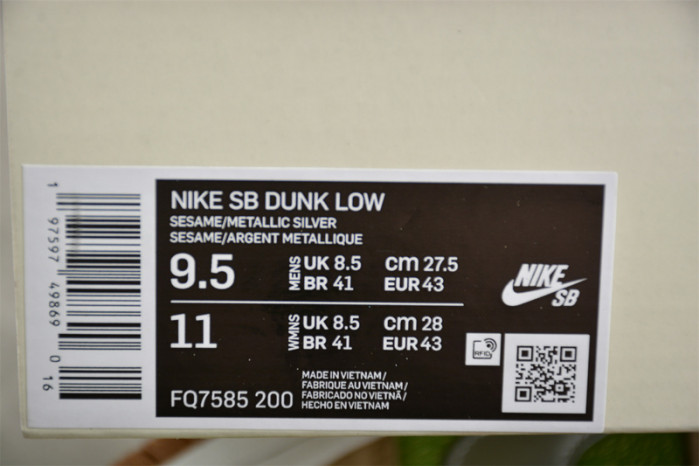 NIKE SB DUNK LOW
SESAME/METALLIC SILVER
SESAME/ARGENT METALLIQUE
9.5 MENS UK 8.5 cm 27.5
BR 41 EUR 43
11 WMNS UK 8.5 cm 28
BR 41 EUR 43
NIKE
SB
RFID
FQ7585 200
MADE IN VIETNAM /
FABRIQUE AU VIETNAM /
FABRICADO NO VIETNÃ /
HECHO EN VIETNAM
1 97597 49869 0 16